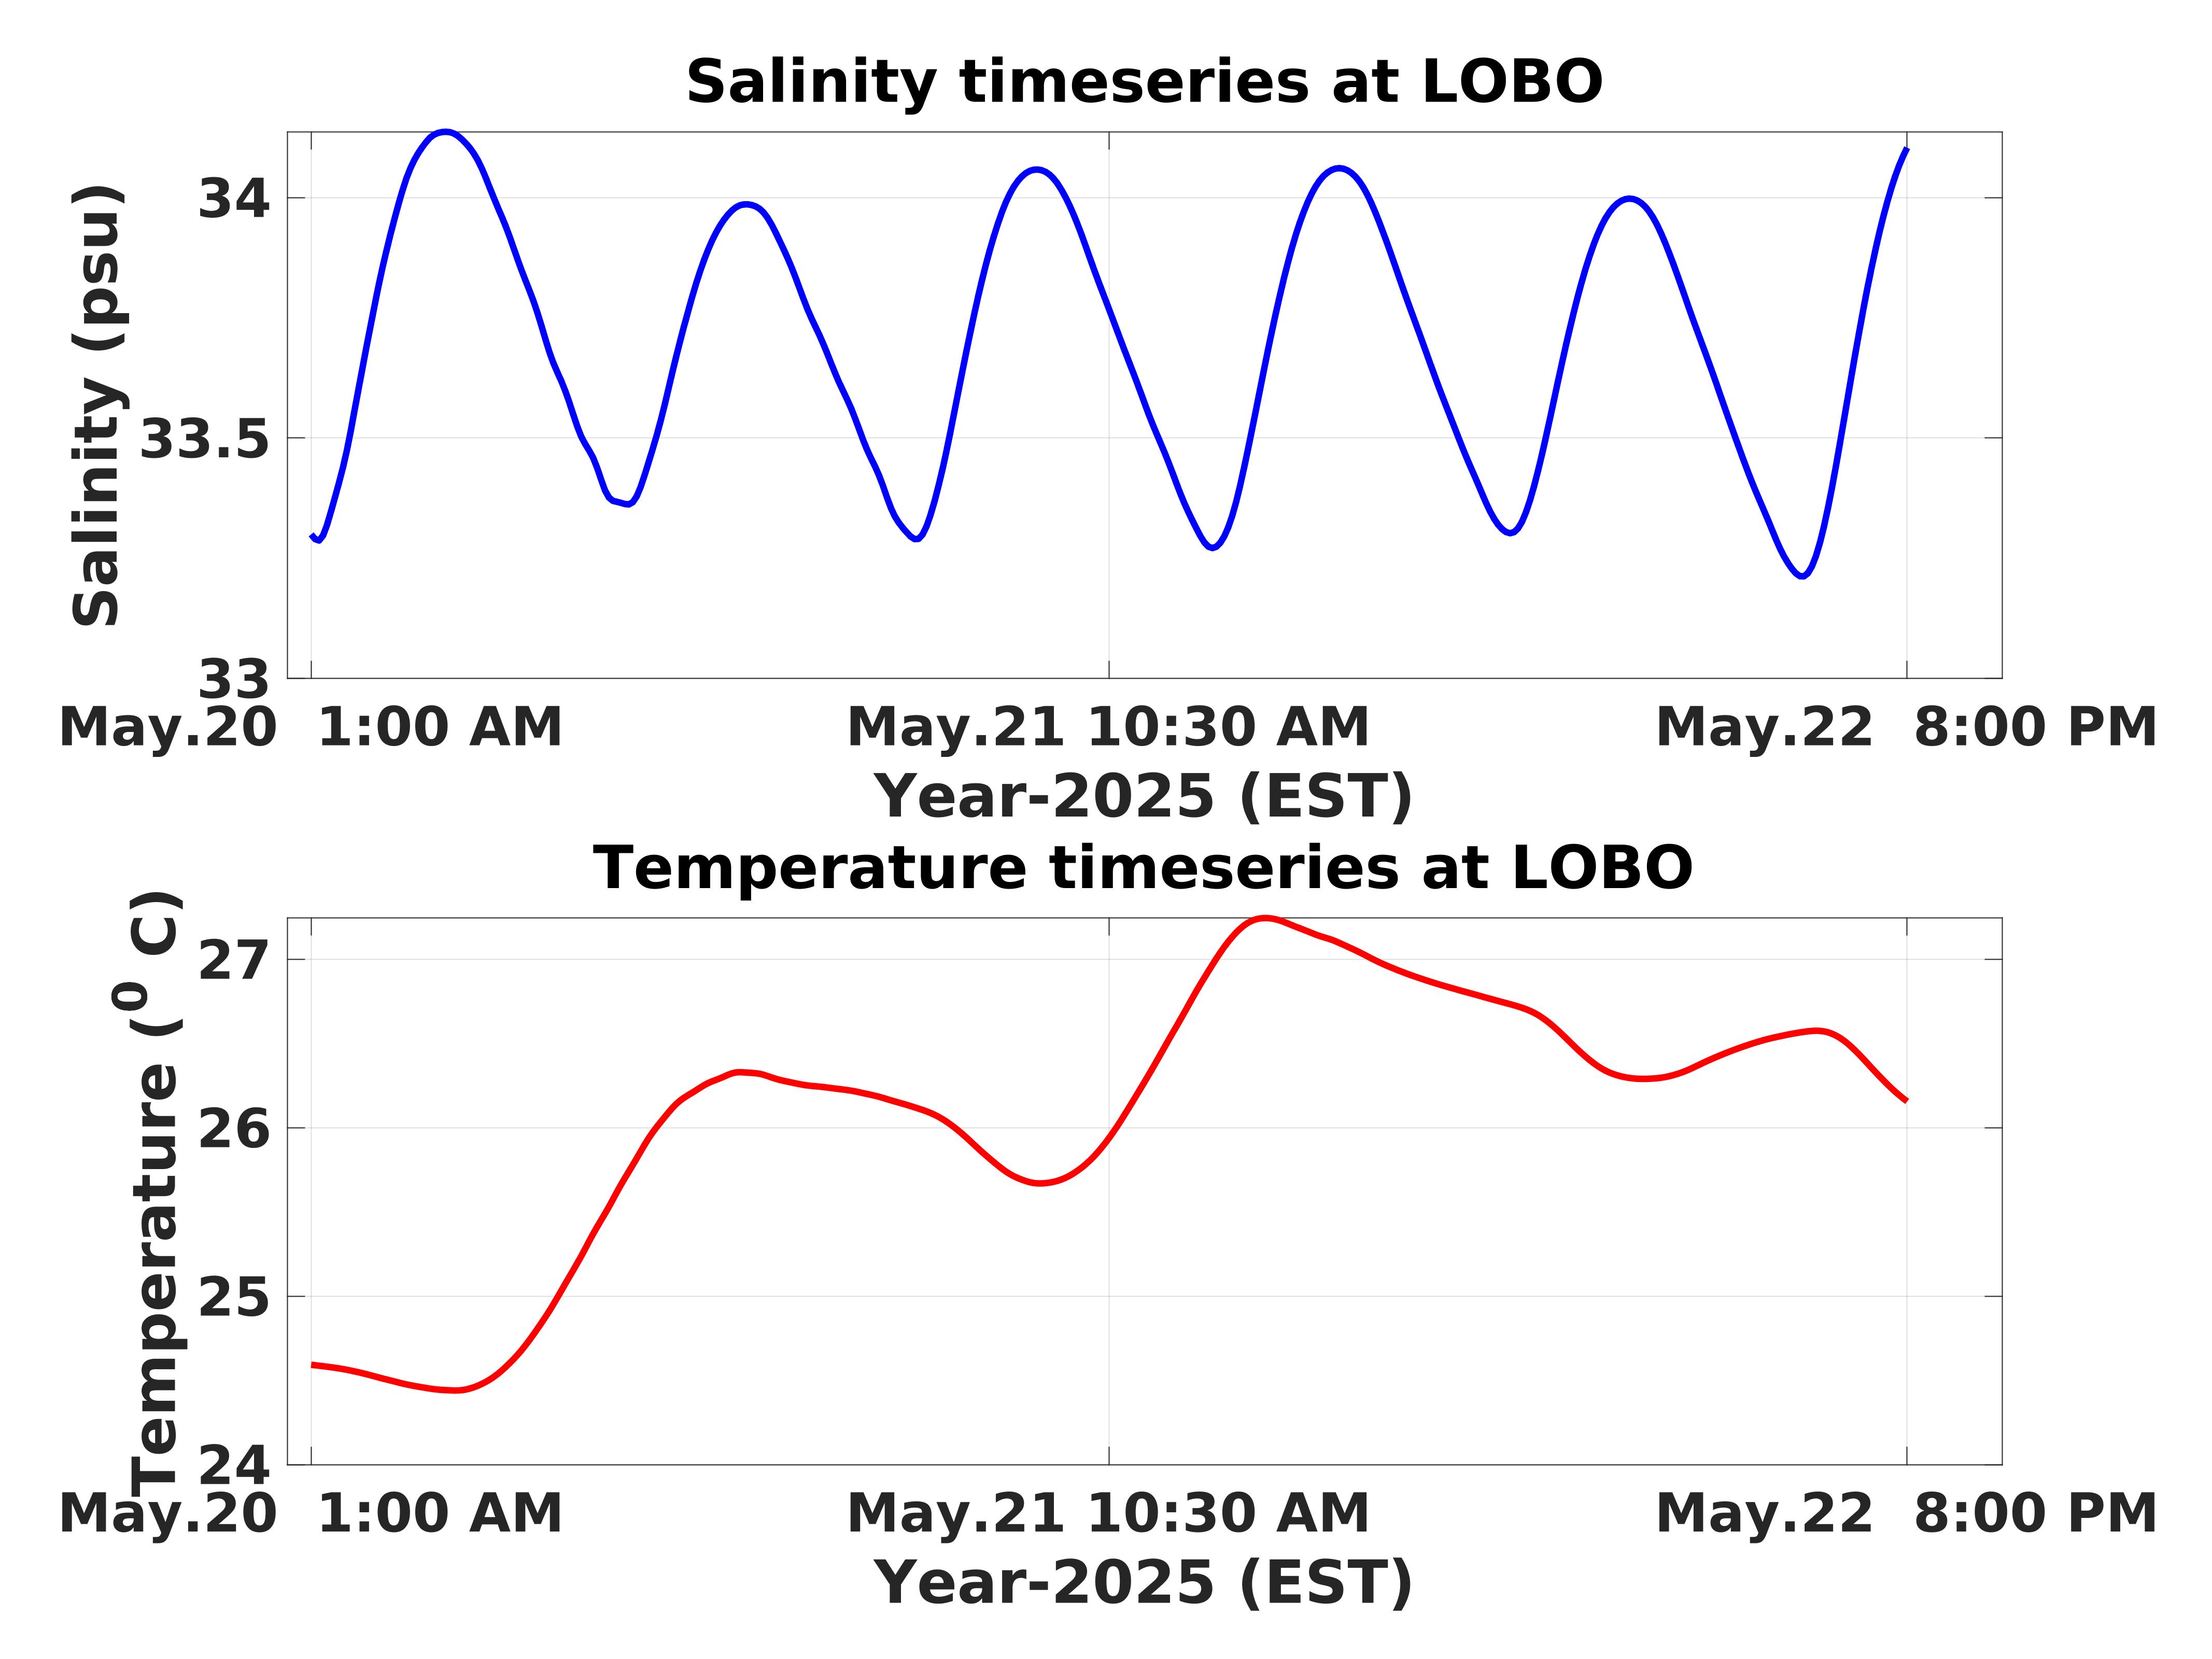 Salinity timeseries at LOBO
Salinity (psu)
34
33.5
33
May.20  1:00 AM
May.21 10:30 AM
May.22  8:00 PM
Year-2025 (EST)
Temperature timeseries at LOBO
Temperature (⁰ C)
27
26
25
24
May.20  1:00 AM
May.21 10:30 AM
May.22  8:00 PM
Year-2025 (EST)